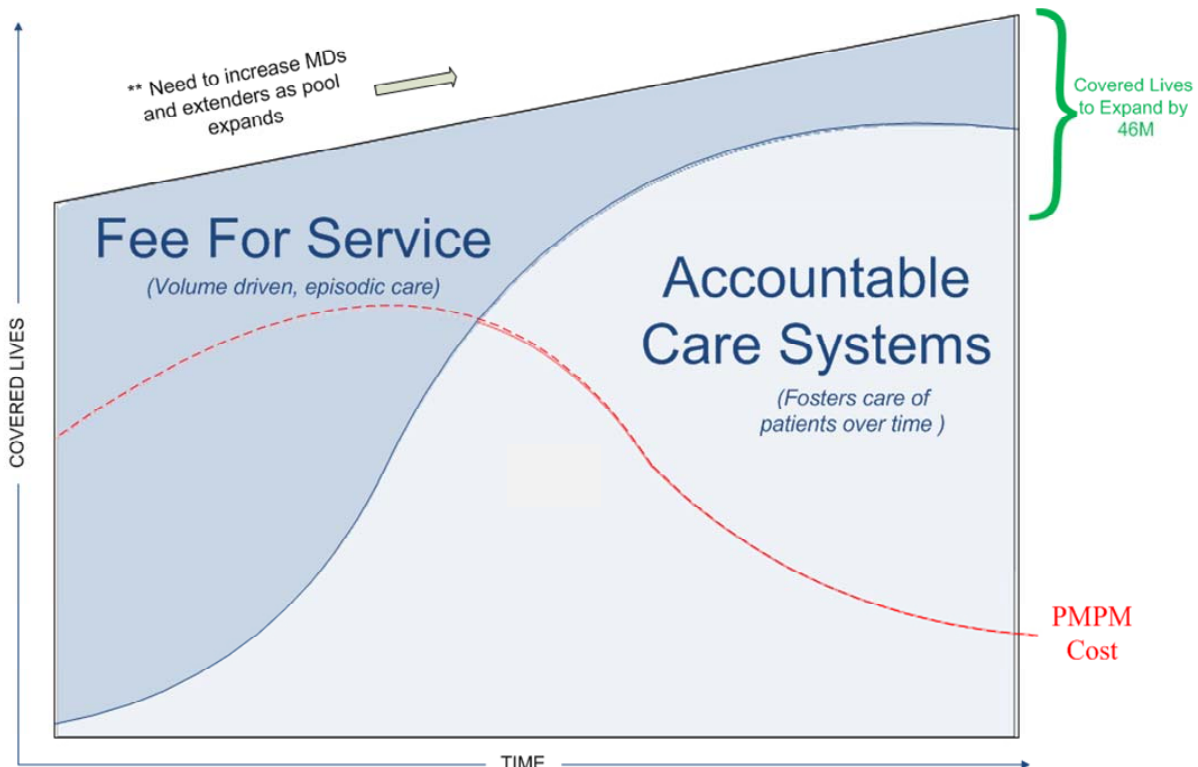 ** Need to increase MDs
and extenders as pool
expands
Covered Lives
to Expand by
46M
Fee For Service
(Volume driven, episodic care)
Accountable
Care Systems
(Fosters care of
patients over time )
COVERED LIVES
PMPM
Cost
TIME